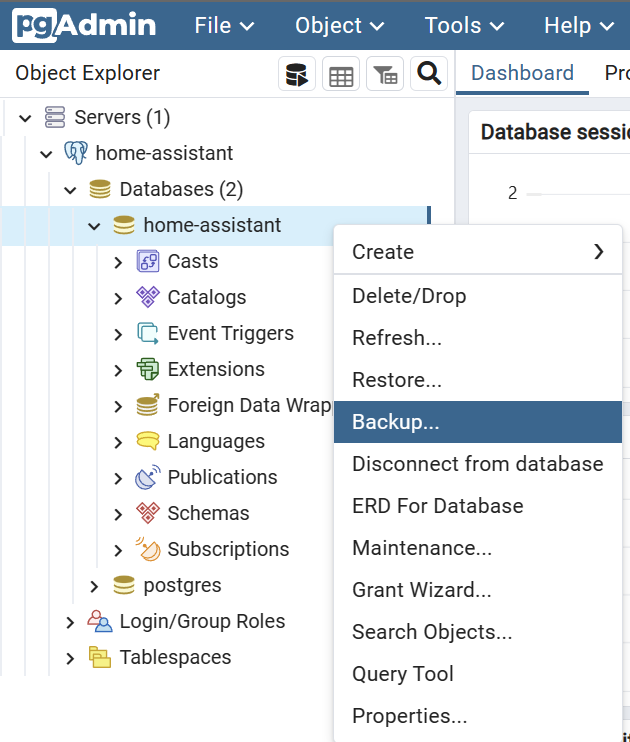 pgAdmin File Object Tools Help
Object Explorer
Dashboard
Servers (1)
home-assistant
Databases (2)
home-assistant
Casts
Catalogs
Event Triggers
Extensions
Foreign Data Wrap
Languages
Publications
Schemas
Subscriptions
postgres
Login/Group Roles
Tablespaces
Create
Delete/Drop
Refresh...
Restore...
Backup...
Disconnect from database
ERD For Database
Maintenance...
Grant Wizard...
Search Objects...
Query Tool
Properties...
Database
2